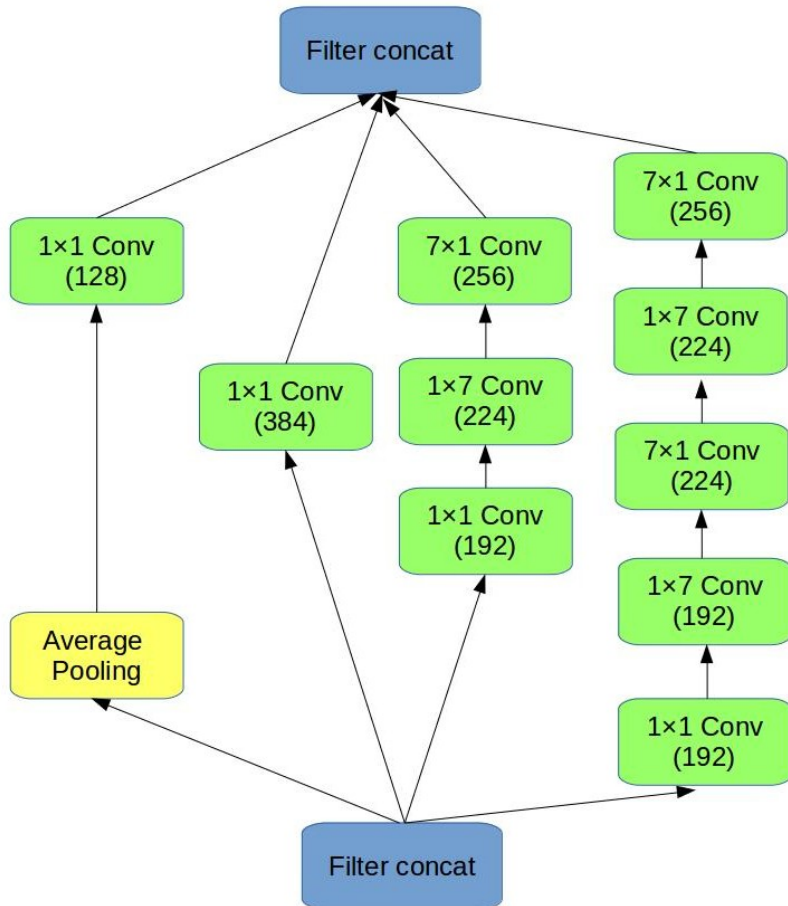 Filter concat
7×1 Conv
(256)
1×1 Conv
(128)
7×1 Conv
(256)
1×7 Conv
(224)
1×1 Conv
(384)
1×7 Conv
(224)
7×1 Conv
(224)
1×1 Conv
(192)
1×7 Conv
(192)
Average
Pooling
1×1 Conv
(192)
Filter concat